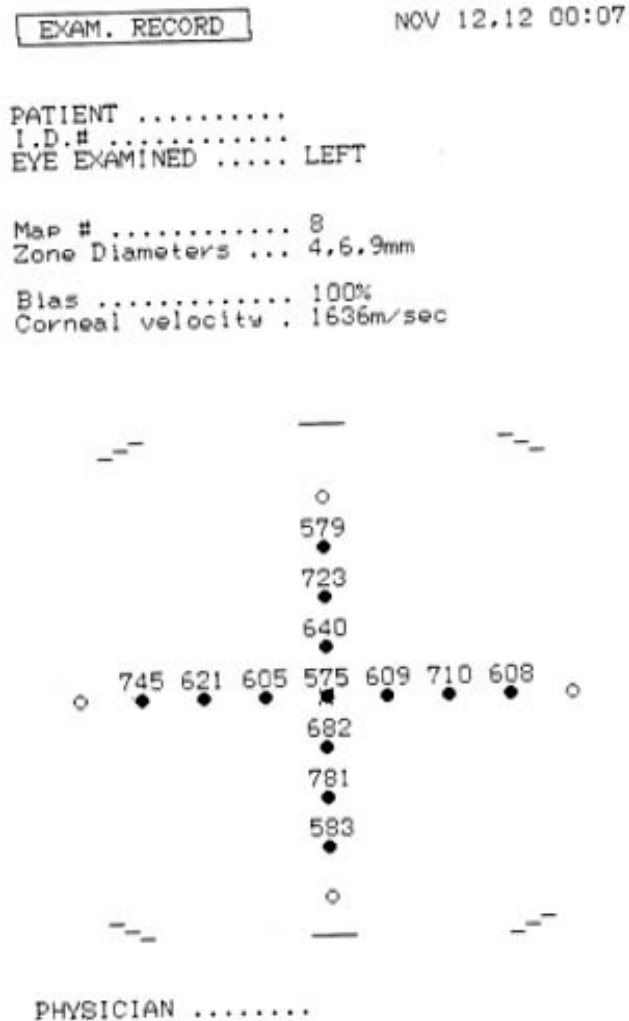 EXAM. RECORD NOV 12,12 00:07
PATIENT ..........
I.D.# ............
EYE EXAMINED ..... LEFT
Map # ............ 8
Zone Diameters ... 4,6,9mm
Bias ............. 100%
Corneal velocity . 1636m/sec
579
723
640
745 621 605 575 609 710 608
682
781
583
PHYSICIAN ........